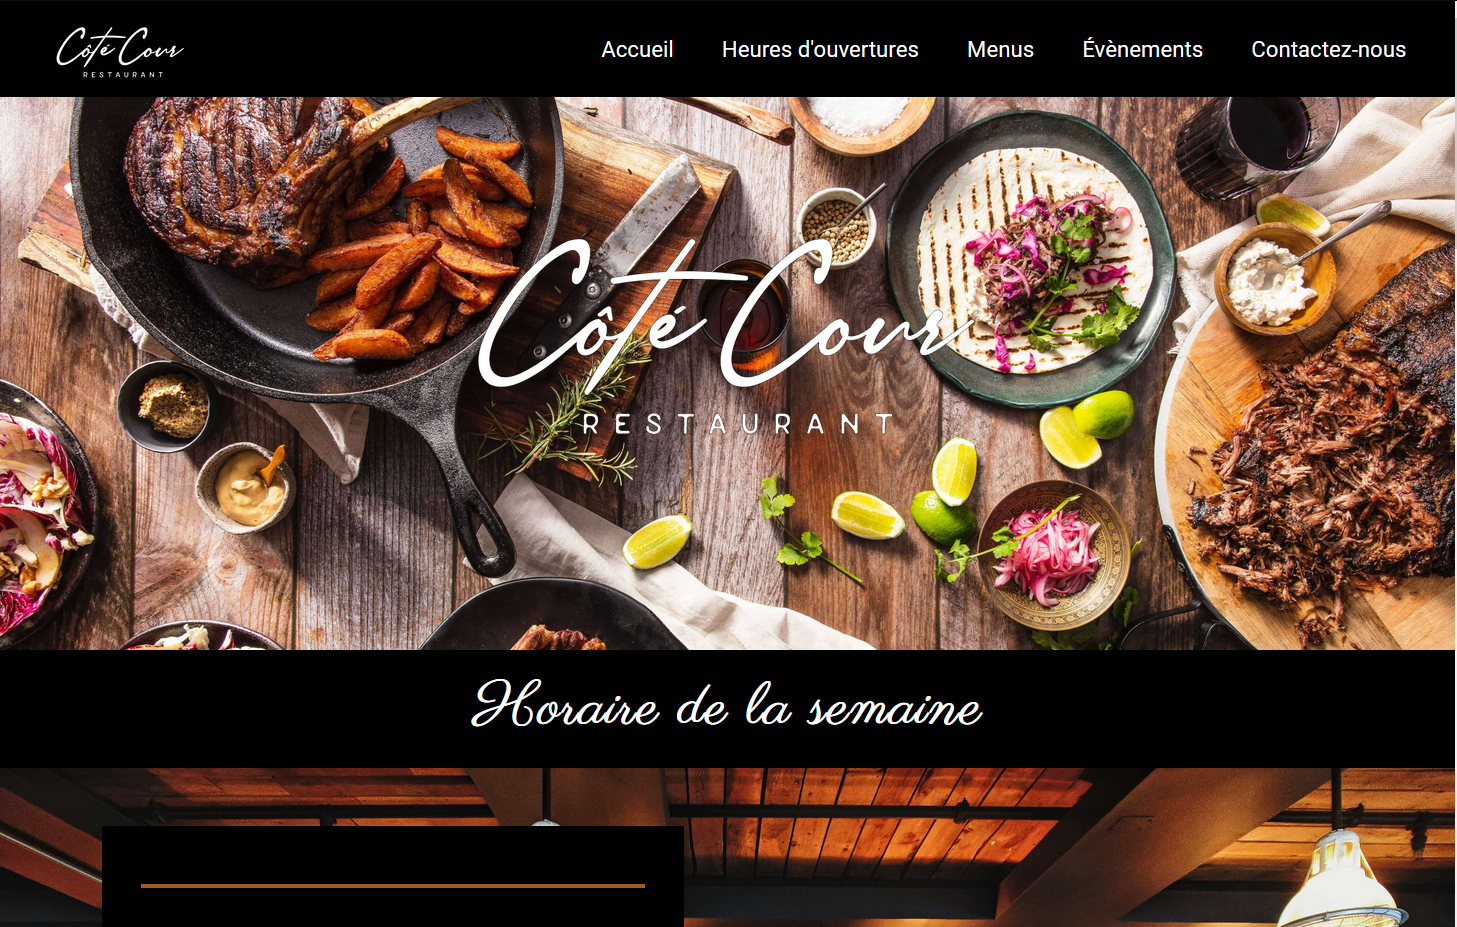 Côté Cour
RESTAURANT
Accueil Heures d'ouvertures Menus Évènements Contactez-nous
Côté Cour
RESTAURANT
Horaire de la semaine